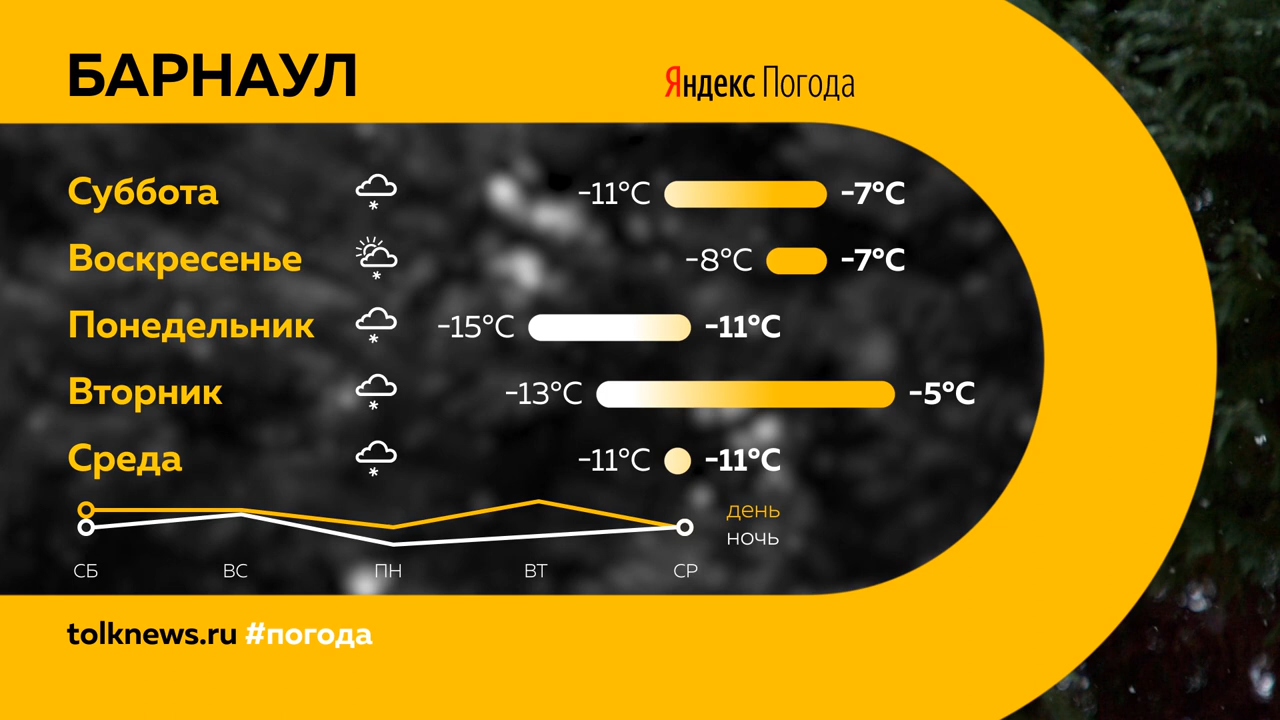 БАРНАУЛ
Яндекс Погода
Суббота -11°C -7°C
Воскресенье -8°C -7°C
Понедельник -15°C -11°C
Вторник -13°C -5°C
Среда -11°C -11°C
день
ночь
СБ ВС ПН ВТ СР
tolknews.ru #погода